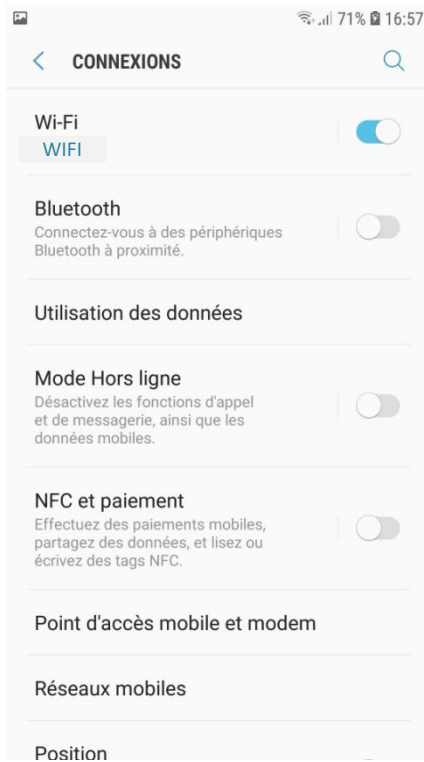 71% 16:57
CONNEXIONS
Wi-Fi
WIFI
Bluetooth
Connectez-vous à des périphériques
Bluetooth à proximité.
Utilisation des données
Mode Hors ligne
Désactivez les fonctions d'appel
et de messagerie, ainsi que les
données mobiles.
NFC et paiement
Effectuez des paiements mobiles,
partagez des données, et lisez ou
écrivez des tags NFC.
Point d'accès mobile et modem
Réseaux mobiles
Position